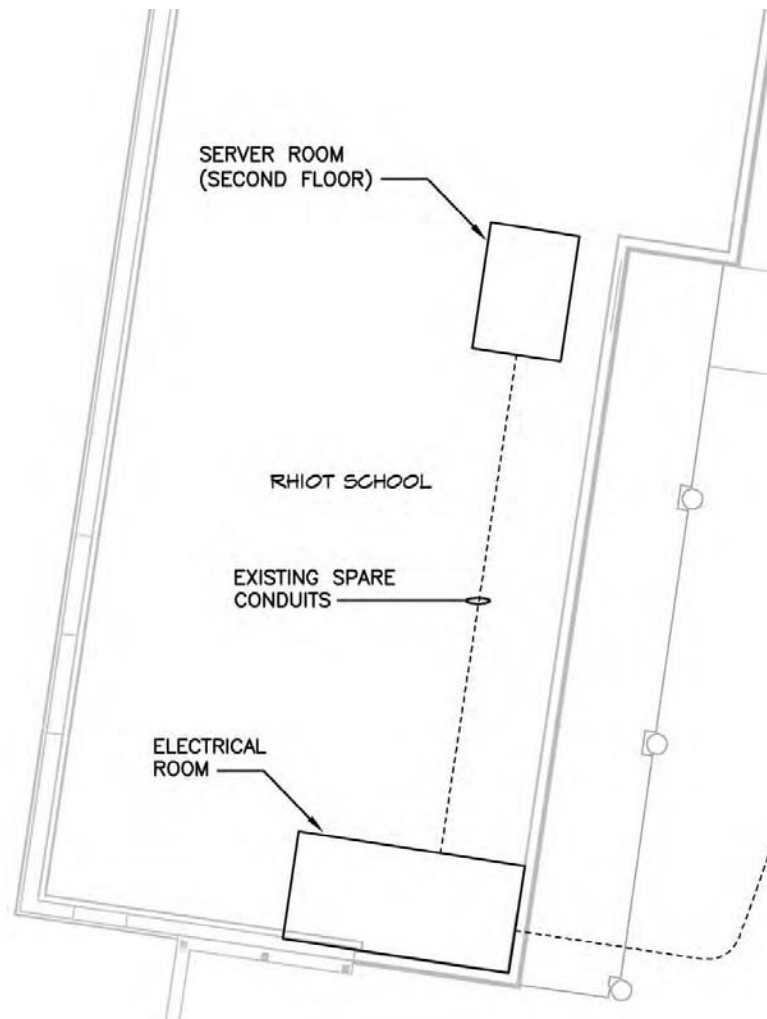 SERVER ROOM
(SECOND FLOOR)
RHIOT SCHOOL
EXISTING SPARE
CONDUITS
ELECTRICAL
ROOM